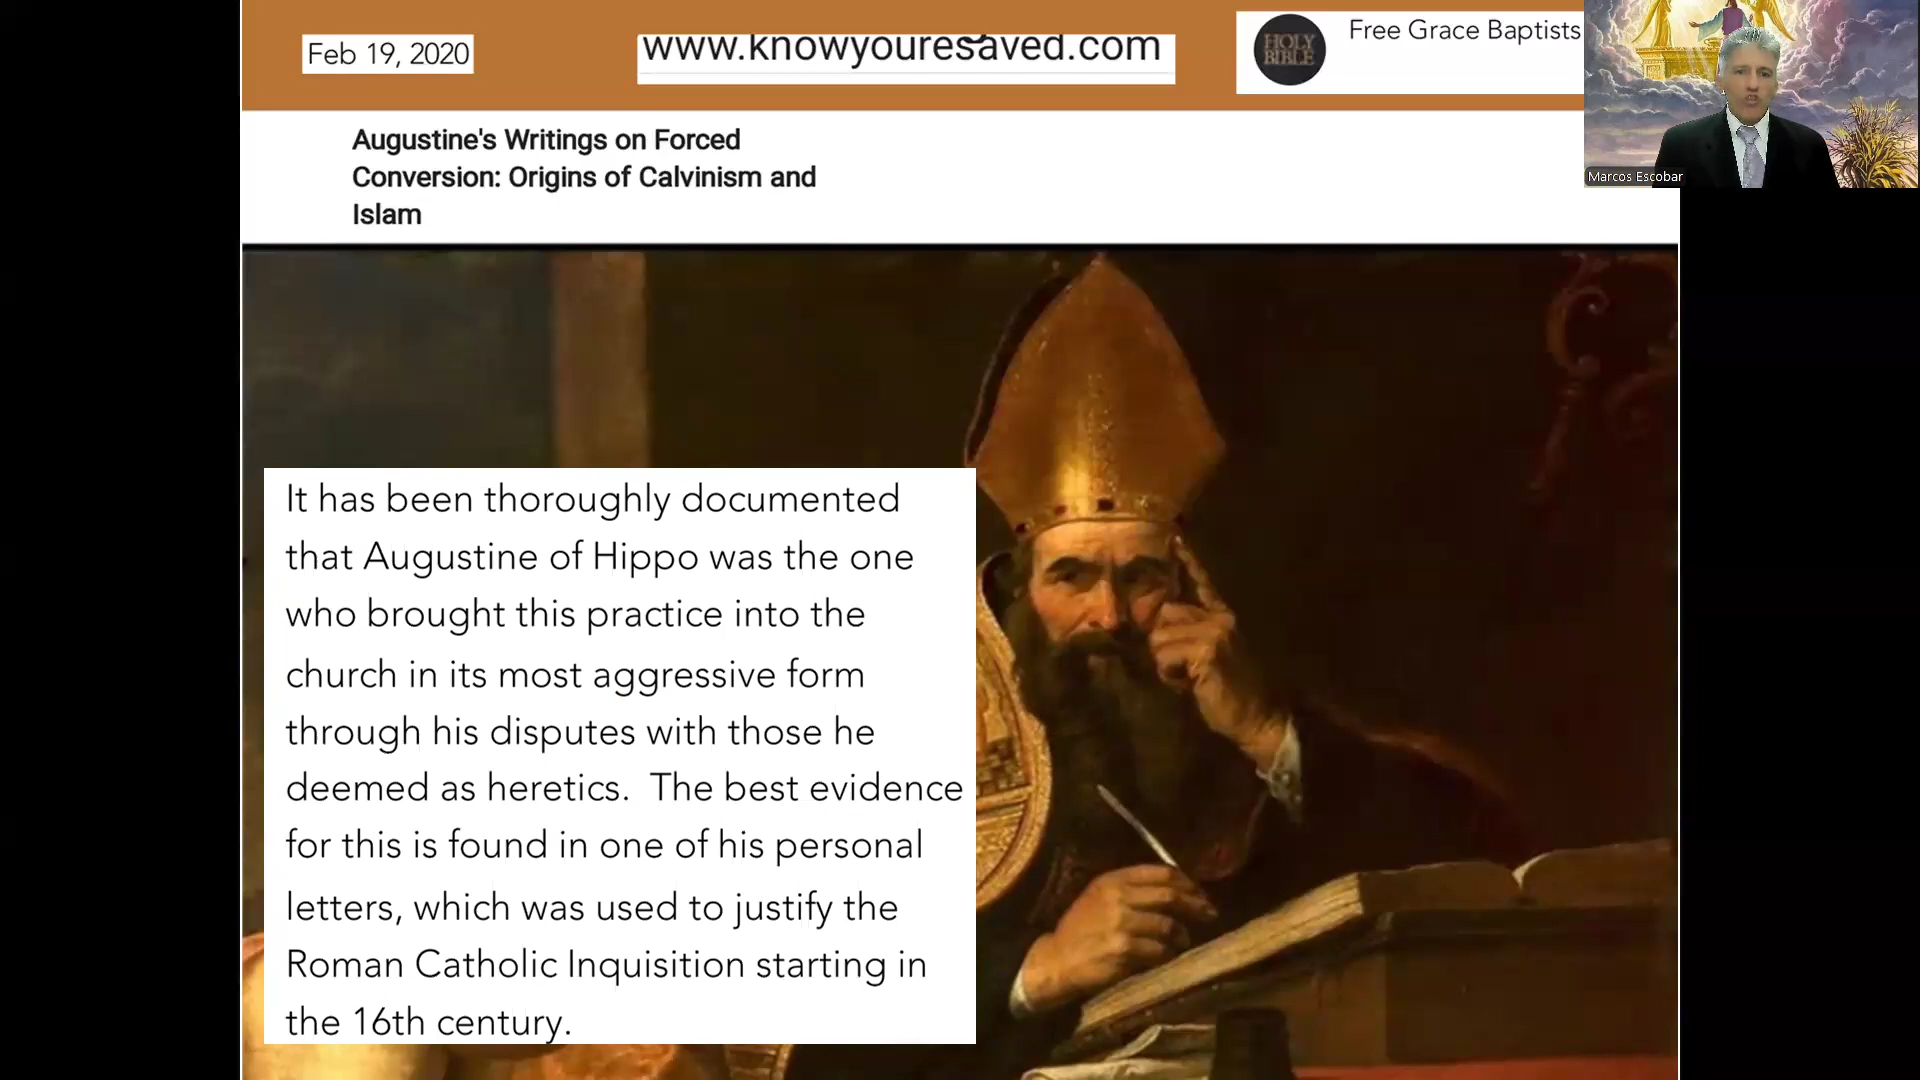 Feb 19, 2020
www.knowyouresaved.com
HOLY
BIBLE
Free Grace Baptists
Marcos Escobar
Augustine's Writings on Forced
Conversion: Origins of Calvinism and
Islam
It has been thoroughly documented
that Augustine of Hippo was the one
who brought this practice into the
church in its most aggressive form
through his disputes with those he
deemed as heretics. The best evidence
for this is found in one of his personal
letters, which was used to justify the
Roman Catholic Inquisition starting in
the 16th century.